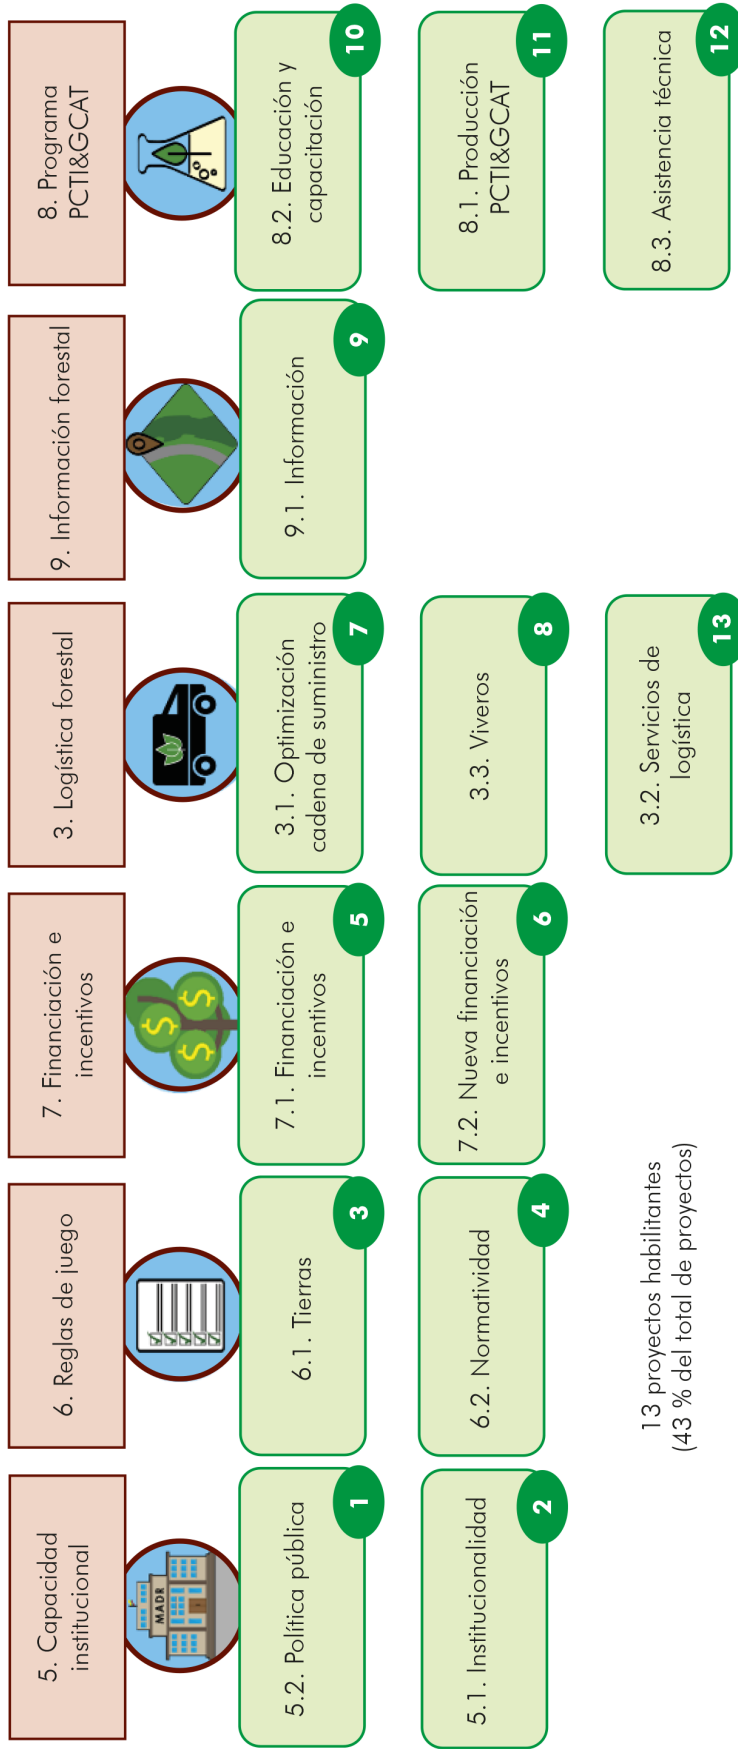 5. Capacidad
institucional
MADR
5.2. Política pública
1
5.1. Institucionalidad
2
6. Reglas de juego
6.1. Tierras
3
6.2. Normatividad
4
7. Financiación e
incentivos
$
$
$
7.1. Financiación e
incentivos
5
7.2. Nueva financiación
e incentivos
6
3. Logística forestal
3.1. Optimización
cadena de suministro
7
3.3. Viveros
8
3.2. Servicios de
logística
13
9. Información forestal
9.1. Información
9
8. Programa
PCTI&GCAT
8.2. Educación y
capacitación
10
8.1. Producción
PCTI&GCAT
11
8.3. Asistencia técnica
12
13 proyectos habilitantes
(43 % del total de proyectos)